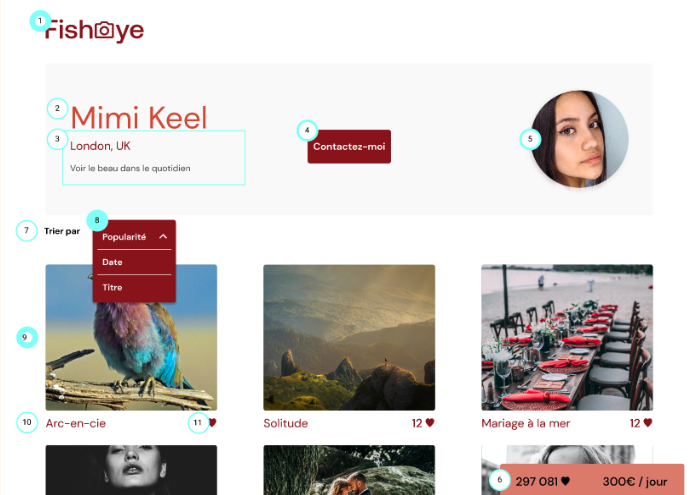 1 FishEye
2 Mimi Keel
3 London, UK
Voir le beau dans le quotidien
4 Contactez-moi
5
7 Trier par
8 Popularité
Date
Titre
9
10 Arc-en-cie 11
Solitude 12 ♥
Mariage à la mer 12 ♥
6 297 081 ♥ 300€ / jour